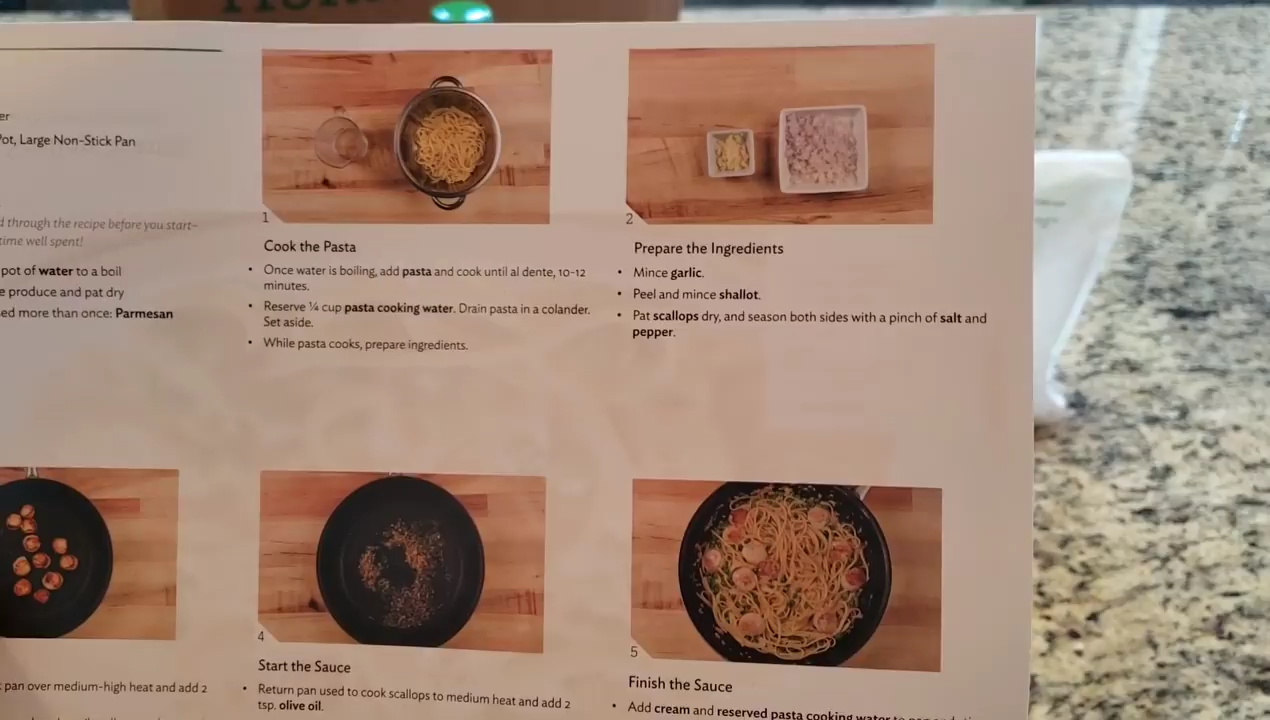 er
ot, Large Non-Stick Pan
through the recipe before you start–
time well spent!
pot of water to a boil
e produce and pat dry
ed more than once: Parmesan
1
Cook the Pasta
• Once water is boiling, add pasta and cook until al dente, 10-12
minutes.
• Reserve ¼ cup pasta cooking water. Drain pasta in a colander.
Set aside.
• While pasta cooks, prepare ingredients.
2
Prepare the Ingredients
• Mince garlic.
• Peel and mince shallot.
• Pat scallops dry, and season both sides with a pinch of salt and
pepper.
pan over medium-high heat and add 2
4
Start the Sauce
• Return pan used to cook scallops to medium heat and add 2
tsp. olive oil.
5
Finish the Sauce
• Add cream and reserved pasta cooking water to